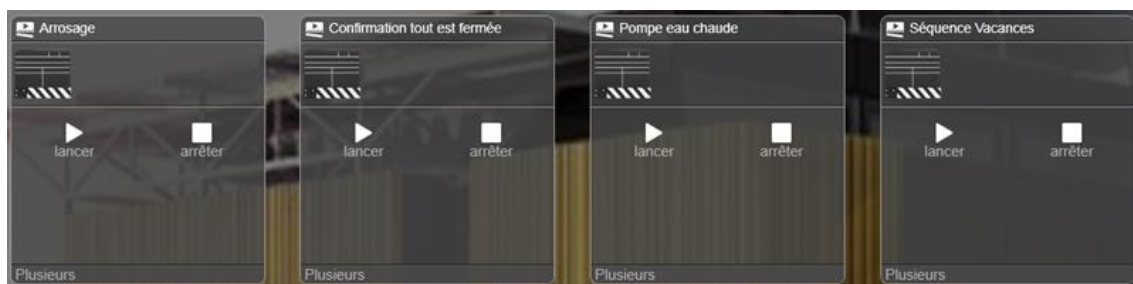 Arrosage
Confirmation tout est fermée
Pompe eau chaude
Séquence Vacances
lancer
arrêter
lancer
arrêter
lancer
arrêter
lancer
arrêter
Plusieurs
Plusieurs
Plusieurs
Plusieurs